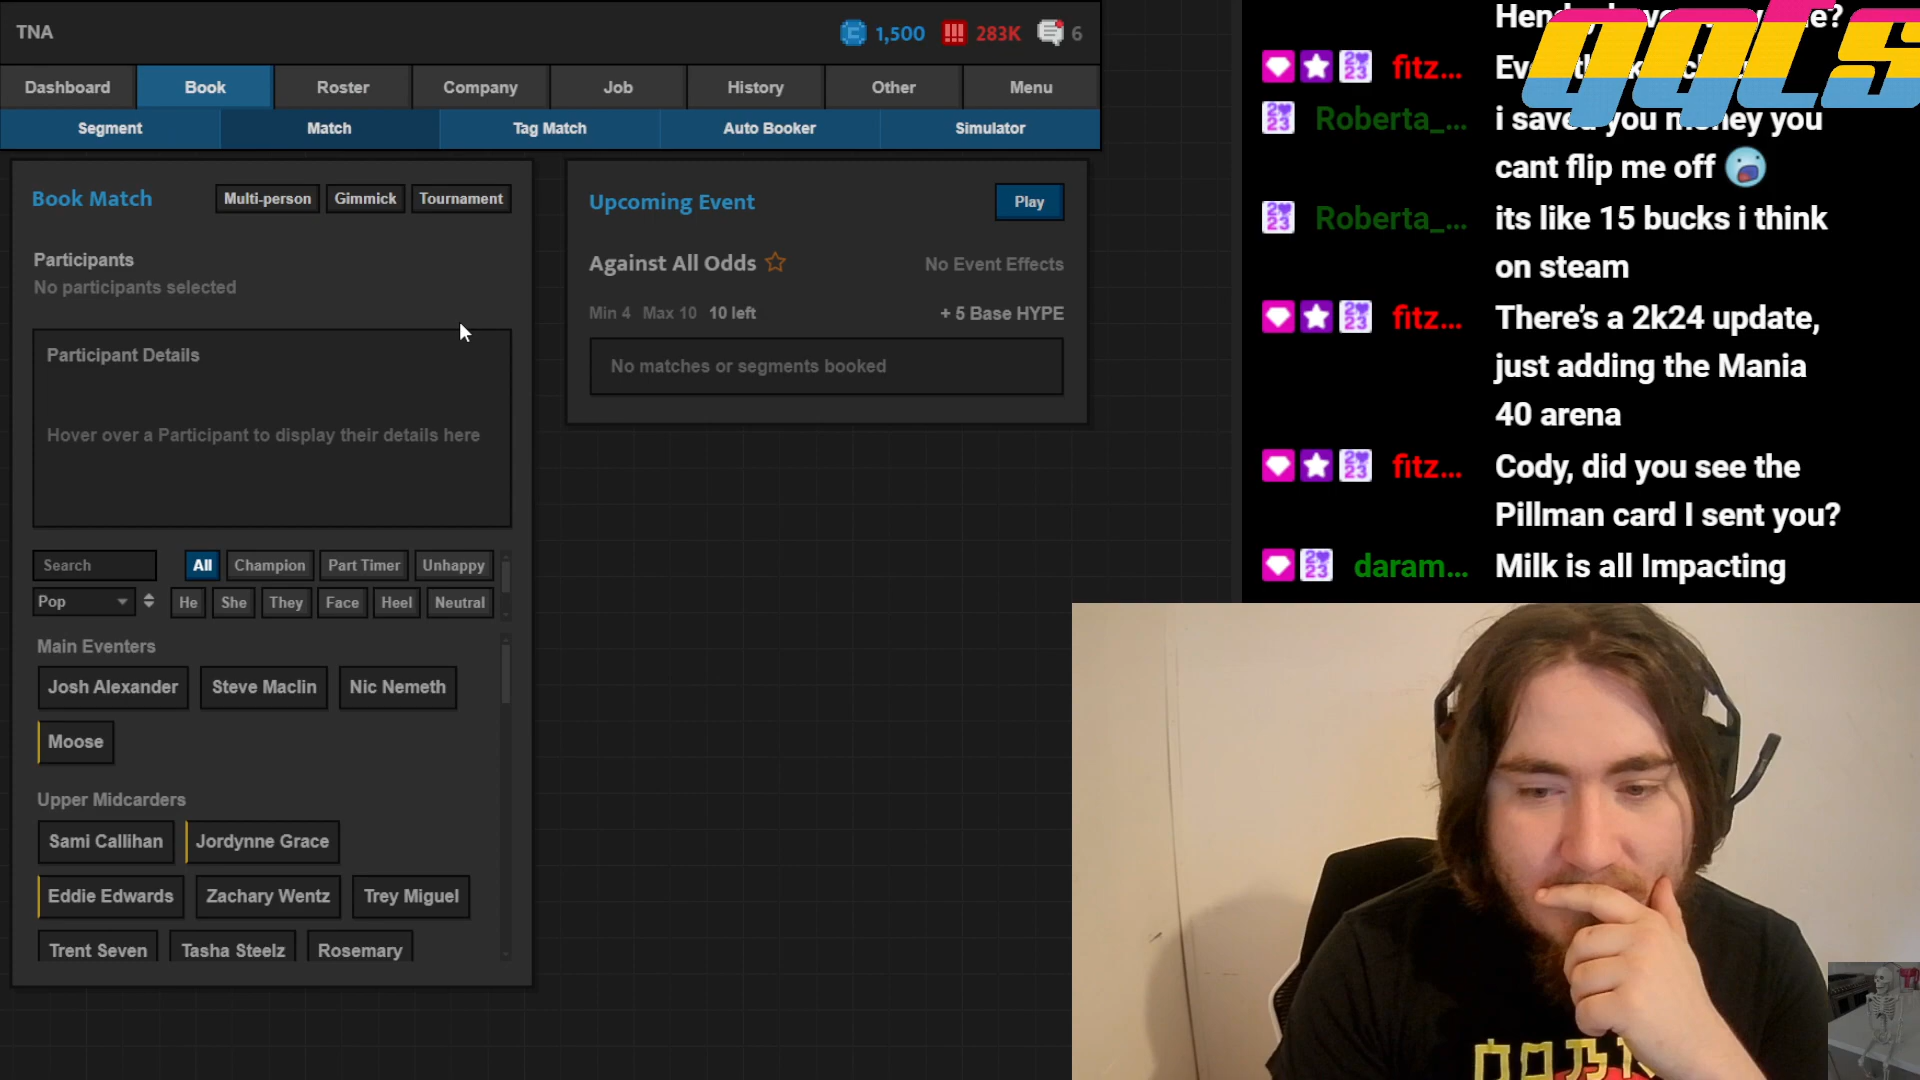 TNA
1,500
283K
6
Dashboard
Book
Roster
Company
Job
History
Other
Menu
Segment
Match
Tag Match
Auto Booker
Simulator
Book Match
Multi-person
Gimmick
Tournament
Participants
No participants selected
Participant Details
Hover over a Participant to display their details here
Search
All
Champion
Part Timer
Unhappy
Pop
He
She
They
Face
Heel
Neutral
Main Eventers
Josh Alexander
Steve Maclin
Nic Nemeth
Moose
Upper Midcarders
Sami Callihan
Jordynne Grace
Eddie Edwards
Zachary Wentz
Trey Miguel
Trent Seven
Tasha Steelz
Rosemary
Upcoming Event
Play
Against All Odds
No Event Effects
Min 4 Max 10 10 left
+ 5 Base HYPE
No matches or segments booked
fitz...
Roberta_... i saved you money you
cant flip me off
Roberta_... its like 15 bucks i think
on steam
fitz... There's a 2k24 update,
just adding the Mania
40 arena
fitz... Cody, did you see the
Pillman card I sent you?
daram... Milk is all Impacting